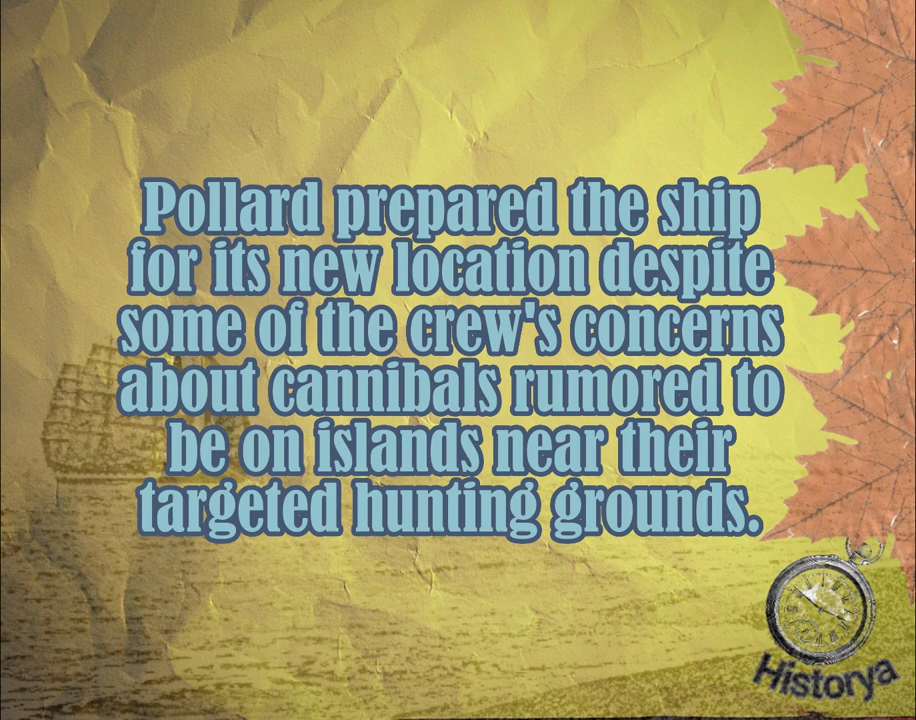 Pollard prepared the ship
for its new location despite
some of the crew's concerns
about cannibals rumored to
be on islands near their
targeted hunting grounds.
Historya